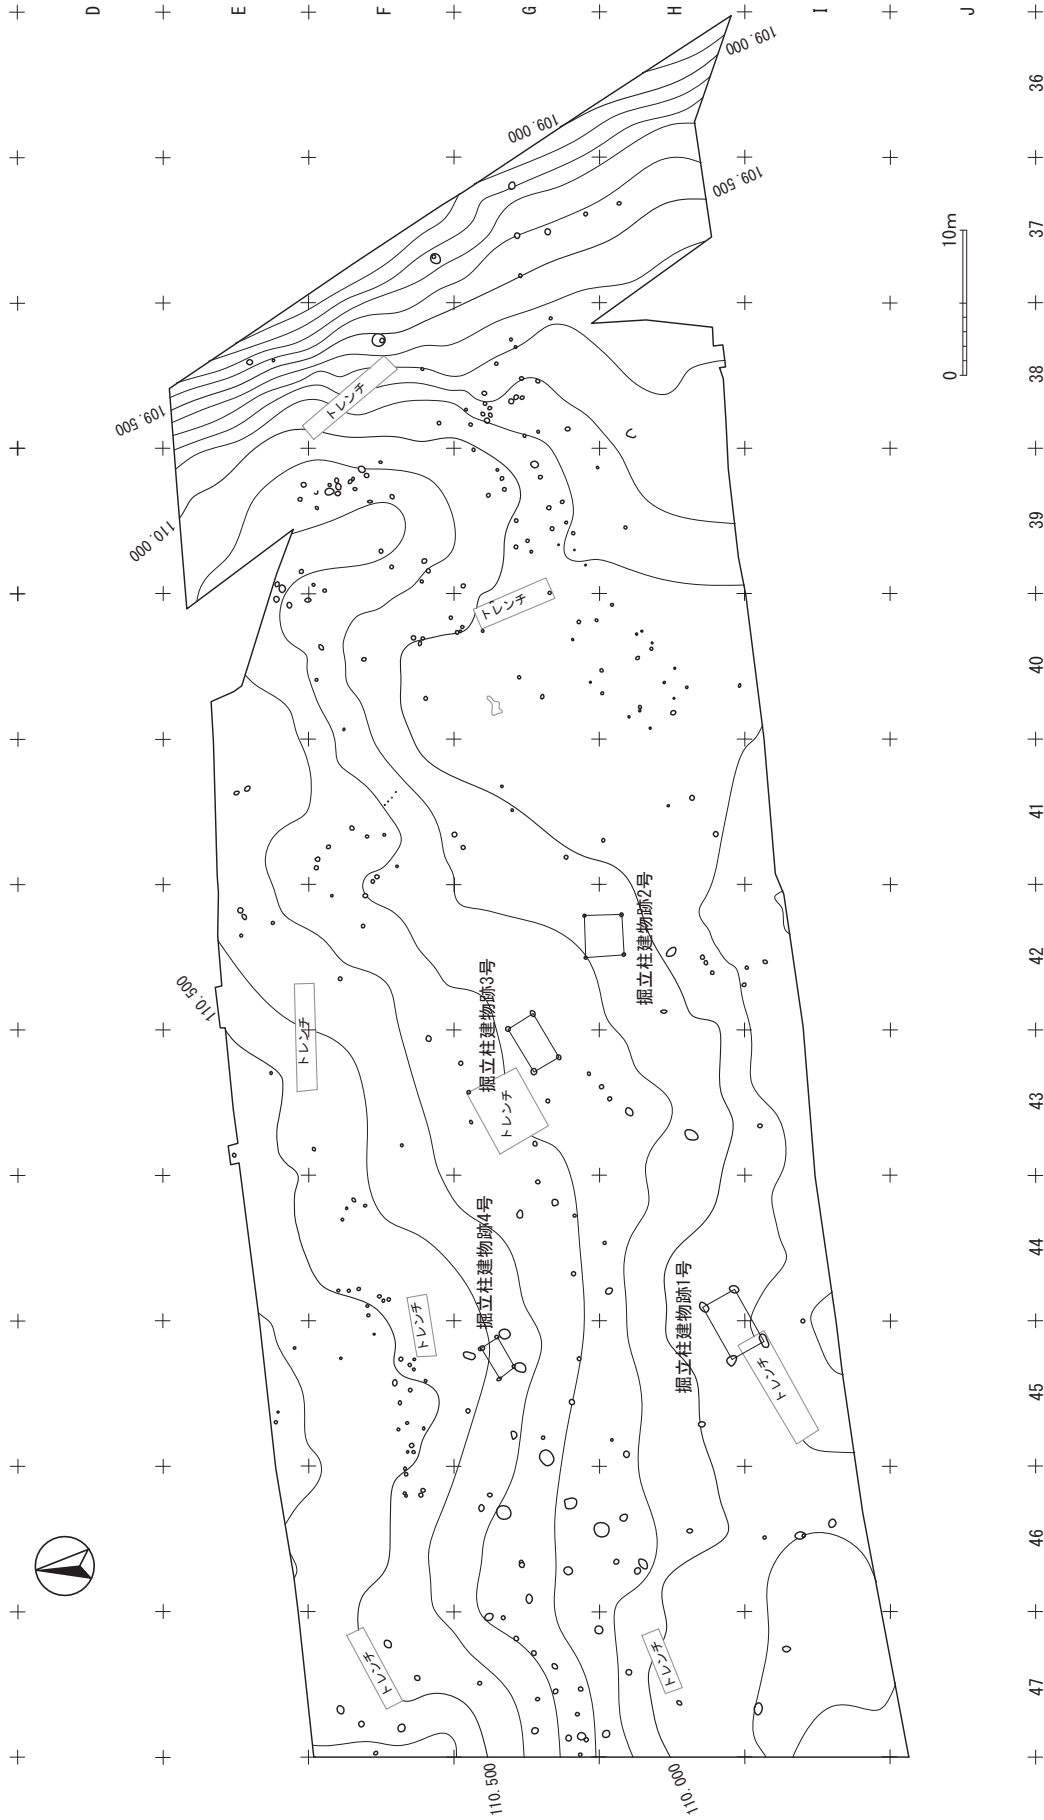 D
E
F
G
H
I
J
109.000
36
109.000
109.500
37
10m
0
38
トレンチ
109.500
39
110.000
トレンチ
40
41
掘立柱建物跡2号
42
掘立柱建物跡3号
110.500
トレンチ
トレンチ
43
掘立柱建物跡4号
44
掘立柱建物跡1号
トレンチ
トレンチ
45
46
トレンチ
トレンチ
47
110.500
110.000